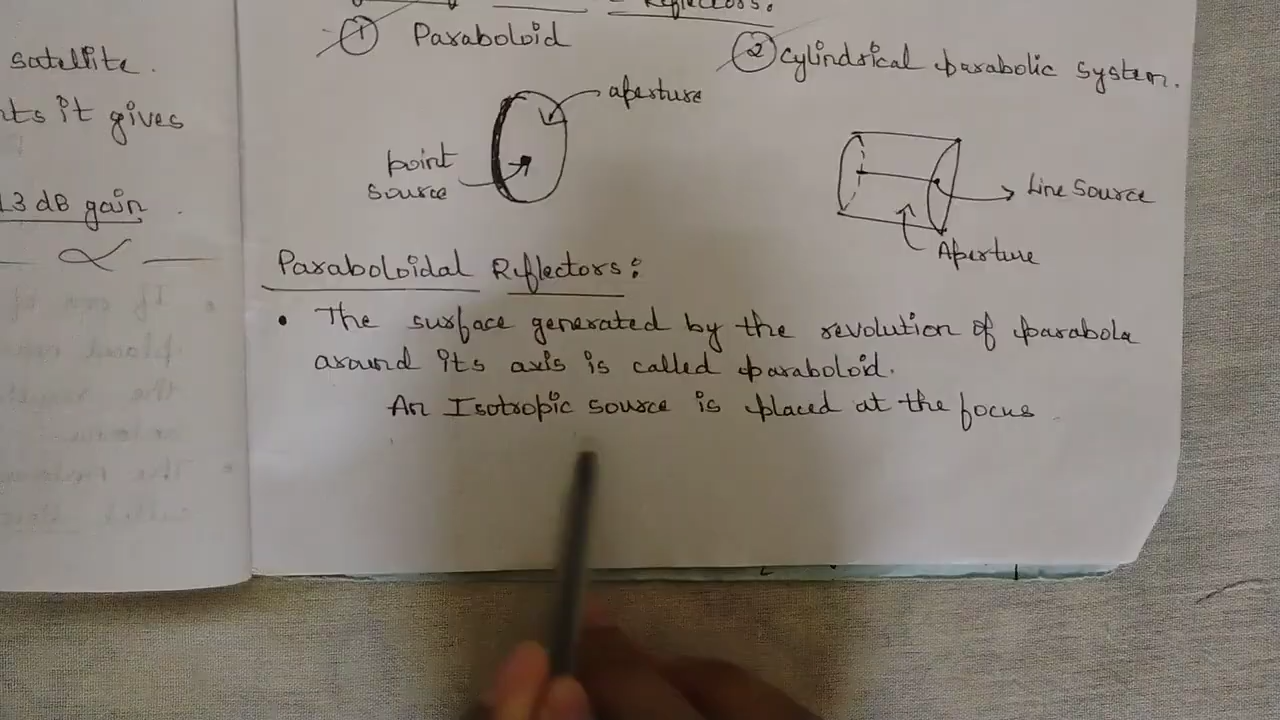 satellite.
nts it gives
13 dB gain.
Reflectors:
① Paraboloid
② Cylindrical parabolic system.
aperture
point
source
Line Source
Aperture
Paraboloidal Reflectors:
• The surface generated by the revolution of parabola
around its axis is called paraboloid.
An Isotropic source is placed at the focus